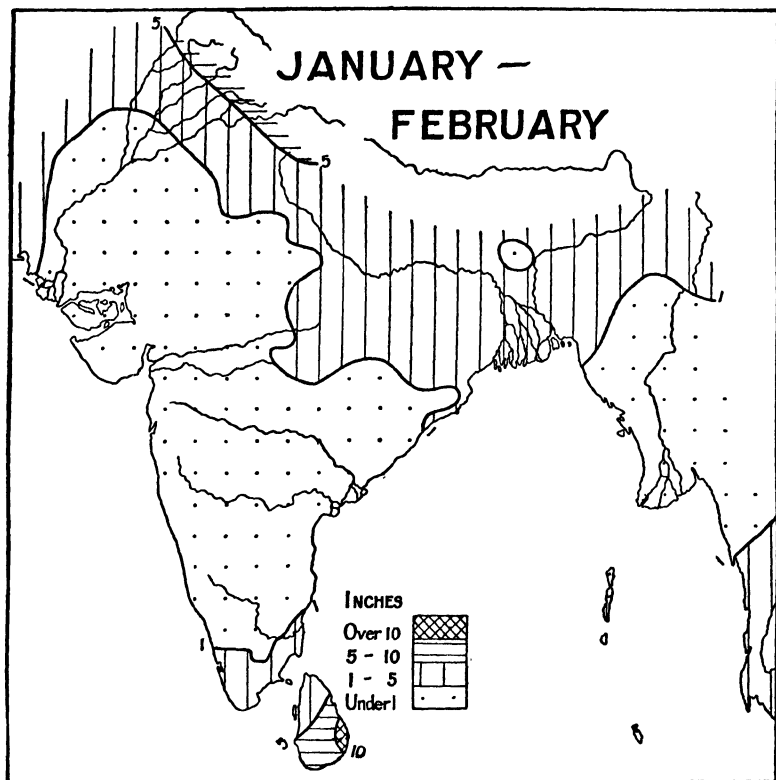 5
JANUARY –
FEBRUARY
5
1
1
INCHES
Over 10
5 - 10
1 - 5
Under 1
5
10